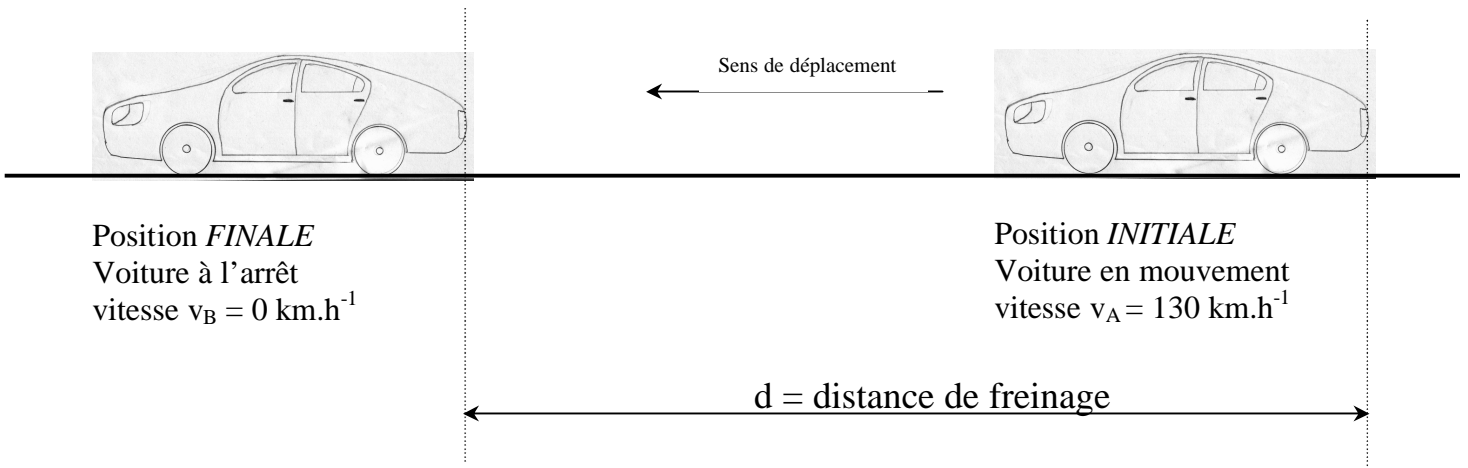 Sens de déplacement
Position FINALE
Voiture à l'arrêt
vitesse v_B = 0 km.h^-1
Position INITIALE
Voiture en mouvement
vitesse v_A = 130 km.h^-1
d = distance de freinage